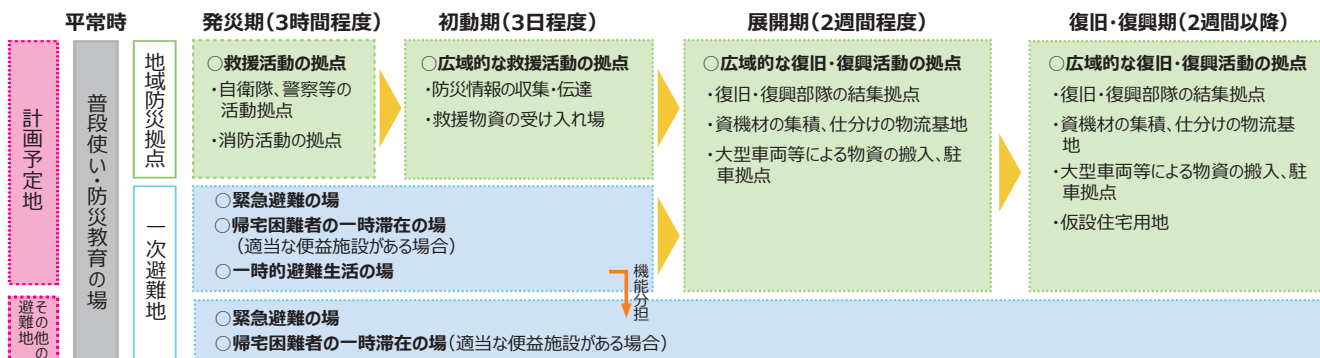 平常時
発災期(3時間程度)
初動期(3日程度)
展開期(2週間程度)
復旧・復興期(2週間以降)
計画予定地
普段使い・防災教育の場
地域防災拠点
○救援活動の拠点
・自衛隊、警察等の
活動拠点
・消防活動の拠点
○広域的な救援活動の拠点
・防災情報の収集・伝達
・救援物資の受け入れ場
○広域的な復旧・復興活動の拠点
・復旧・復興部隊の結集拠点
・資機材の集積、仕分けの物流基地
・大型車両等による物資の搬入、駐
車拠点
○広域的な復旧・復興活動の拠点
・復旧・復興部隊の結集拠点
・資機材の集積、仕分けの物流基
地
・大型車両等による物資の搬入、駐
車拠点
・仮設住宅用地
一次避難地
○緊急避難の場
○帰宅困難者の一時滞在の場
(適当な便益施設がある場合)
○一時的避難生活の場
機能分担
その他の
避難地
○緊急避難の場
○帰宅困難者の一時滞在の場(適当な便益施設がある場合)